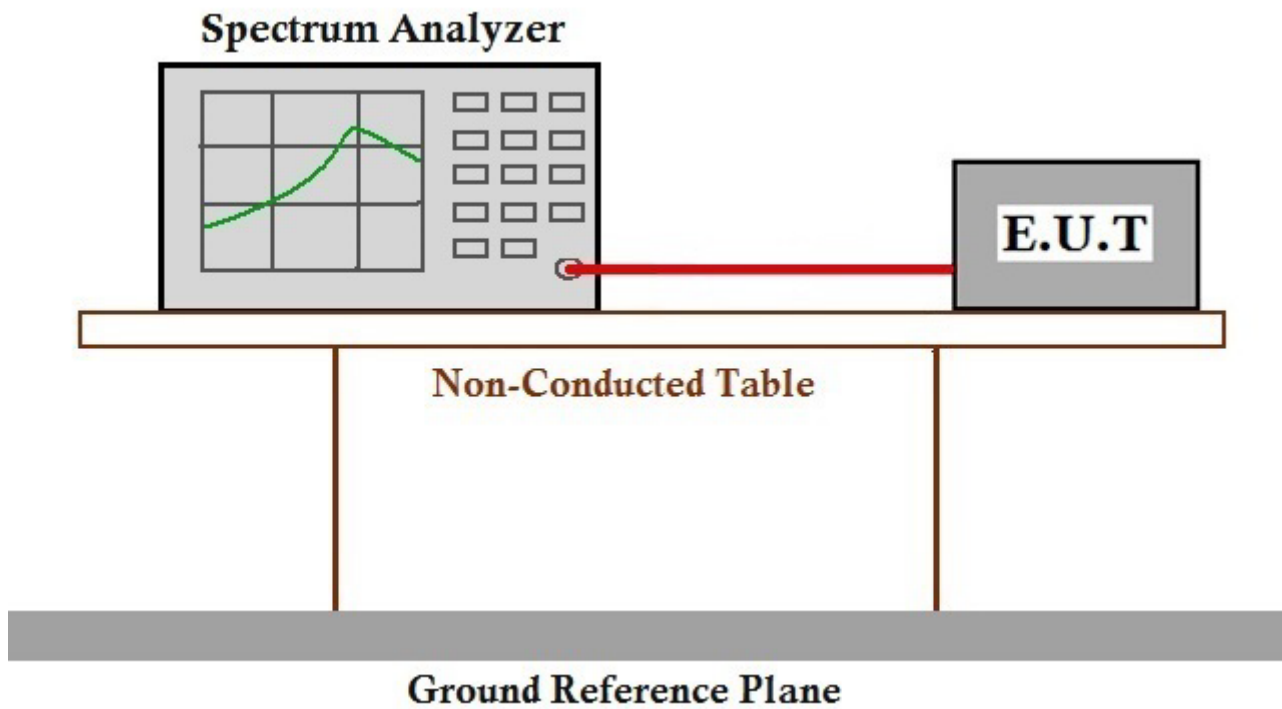 Spectrum Analyzer
E.U.T
Non-Conducted Table
Ground Reference Plane